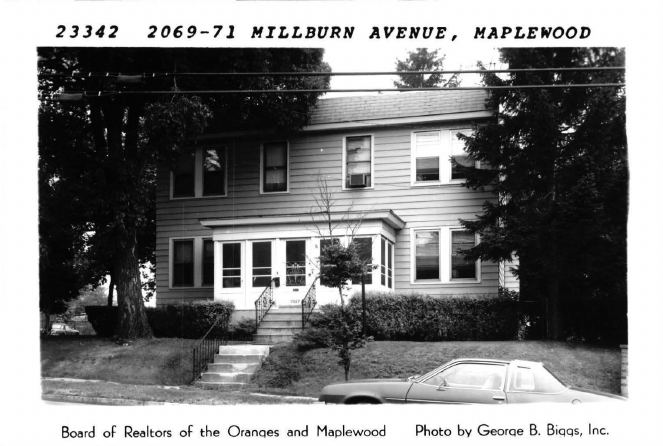 23342 2069-71 MILLBURN AVENUE, MAPLEWOOD
Board of Realtors of the Oranges and Maplewood Photo by George B. Biggs, Inc.